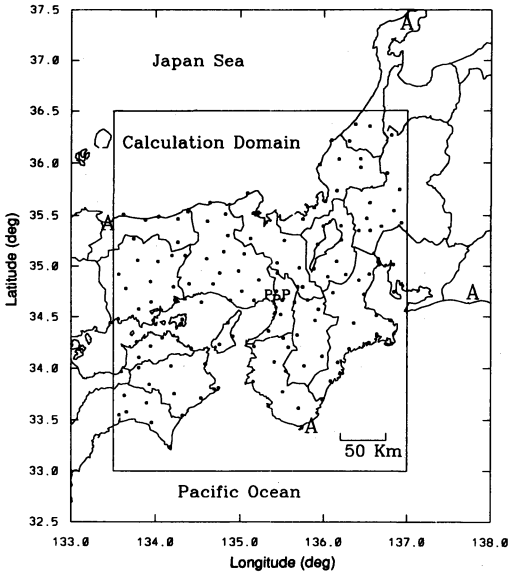 37.5
37.0
36.5
36.0
35.5
35.0
34.5
34.0
33.5
33.0
32.5
Latitude (deg)
A
Japan Sea
Calculation Domain
A
A
A
50 Km
Pacific Ocean
133.0 134.0 135.0 136.0 137.0 138.0
Longitude (deg)